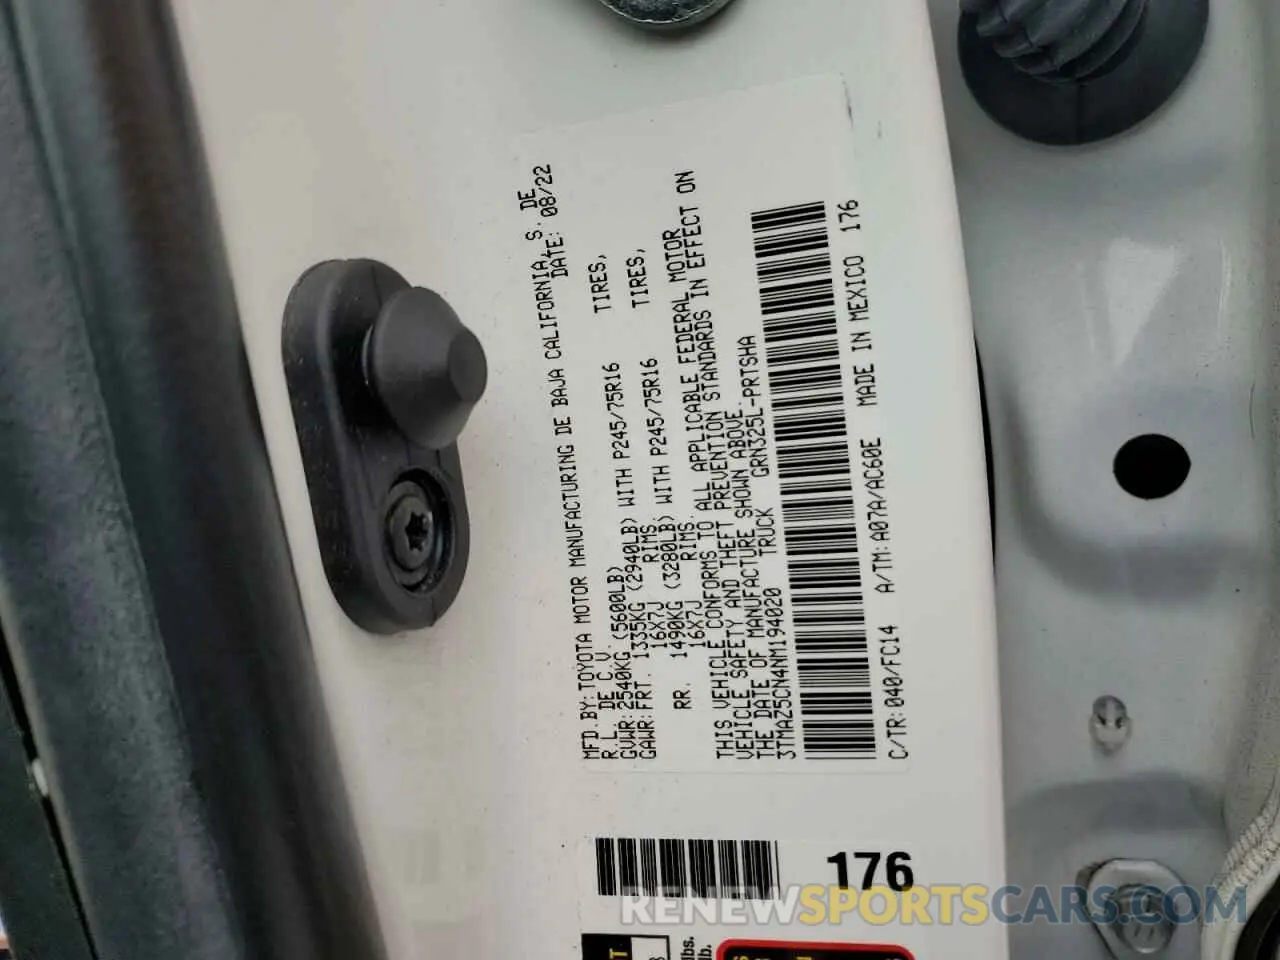 MFD.BY:TOYOTA MOTOR MANUFACTURING DE BAJA CALIFORNIA, S. DE
R.L. DE C.V. DATE: 08/22
GVWR:2540KG (5600LB)
GAWR:FRT. 1335KG (2940LB) WITH P245/75R16 TIRES,
16X7J RIMS,
RR. 1490KG (3280LB) WITH P245/75R16 TIRES,
16X7J RIMS.
THIS VEHICLE CONFORMS TO ALL APPLICABLE FEDERAL MOTOR
VEHICLE SAFETY AND THEFT PREVENTION STANDARDS IN EFFECT ON
THE DATE OF MANUFACTURE SHOWN ABOVE.
3TMAZ5CN4NM194020 TRUCK GRN325L-PRTSHA
C/TR:040/FC14 A/TM:A07A/AC60E MADE IN MEXICO 176
176
RENEWSPORTSCARS.COM
lbs.
lb.